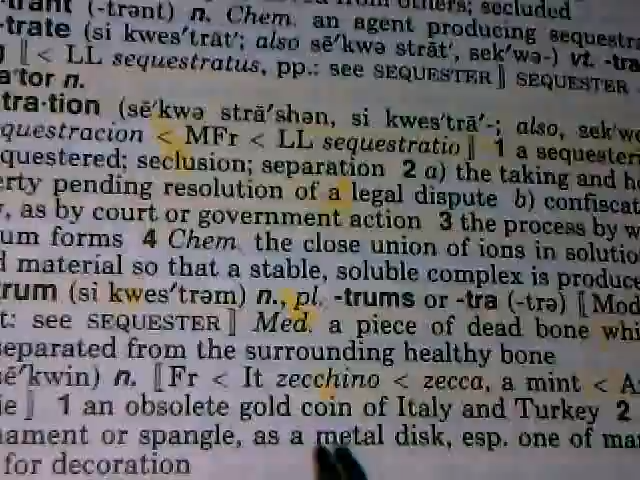 -trant (-trənt) n. Chem. an agent producing sequestra
-trate (si kwes′trāt′; also sē′kwə strāt′, sek′wə-) vt. -tra
⟦ < LL sequestratus, pp.: see SEQUESTER ⟧ SEQUESTER
ator n.
tra·tion (sē′kwə strā′shən, si kwes′trā′-; also, sek′wə
questracion < MFr < LL sequestratio ⟧ 1 a sequesteri
questered; seclusion; separation 2 a) the taking and ho
erty pending resolution of a legal dispute b) confiscat
, as by court or government action 3 the process by w
um forms 4 Chem. the close union of ions in solutio
d material so that a stable, soluble complex is produce
rum (si kwes′trəm) n., pl. -trums or -tra (-trə) ⟦ Mod
t: see SEQUESTER ⟧ Med. a piece of dead bone whi
separated from the surrounding healthy bone
sē′kwin) n. ⟦ Fr < It zecchino < zecca, a mint < A
ie ⟧ 1 an obsolete gold coin of Italy and Turkey 2
nament or spangle, as a metal disk, esp. one of ma
for decoration